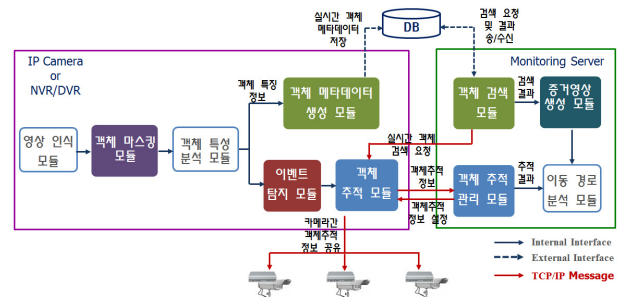 실시간 객체
메타데이터
저장
DB
검색 요청
및 결과
송/수신
IP Camera
or
NVR/DVR
Monitoring Server
객체 특징
정보
객체 메타데이터
생성 모듈
객체 검색
모듈
검색
결과
증거영상
생성 모듈
영상 인식
모듈
객체 마스킹
모듈
객체 특성
분석 모듈
실시간 객체
검색 요청
이벤트
탐지 모듈
객체
추적 모듈
객체추적
정보
객체추적
정보 설정
객체 추적
관리 모듈
추적
결과
이동 경로
분석 모듈
카메라간
객체추적
정보 공유
Internal Interface
External Interface
TCP/IP Message